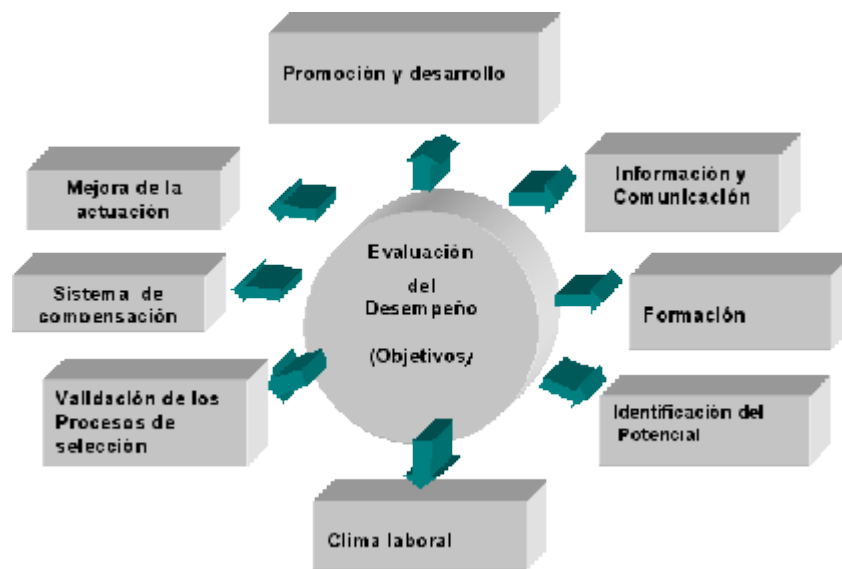 Promoción y desarrollo
Mejora de la
actuación
Información y
Comunicación
Evaluación
del
Desempeño
(Objetivos/
Sistema de
compensación
Formación
Validación de los
Procesos de
selección
Identificación del
Potencial
Clima laboral